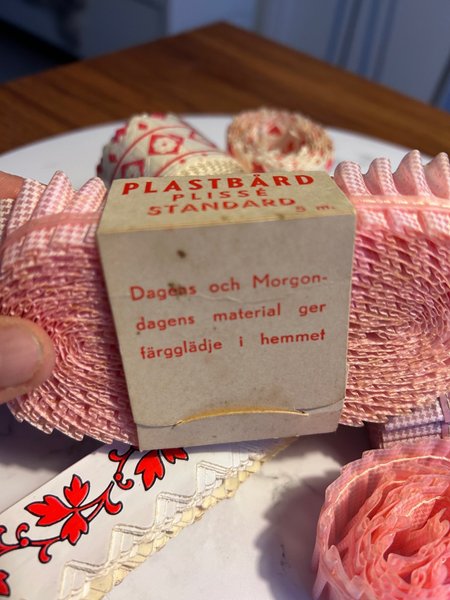 PLASTBÅRD
PLISSÉ
STANDARD 5 m.
Dagens och Morgon-
dagens material ger
färgglädje i hemmet